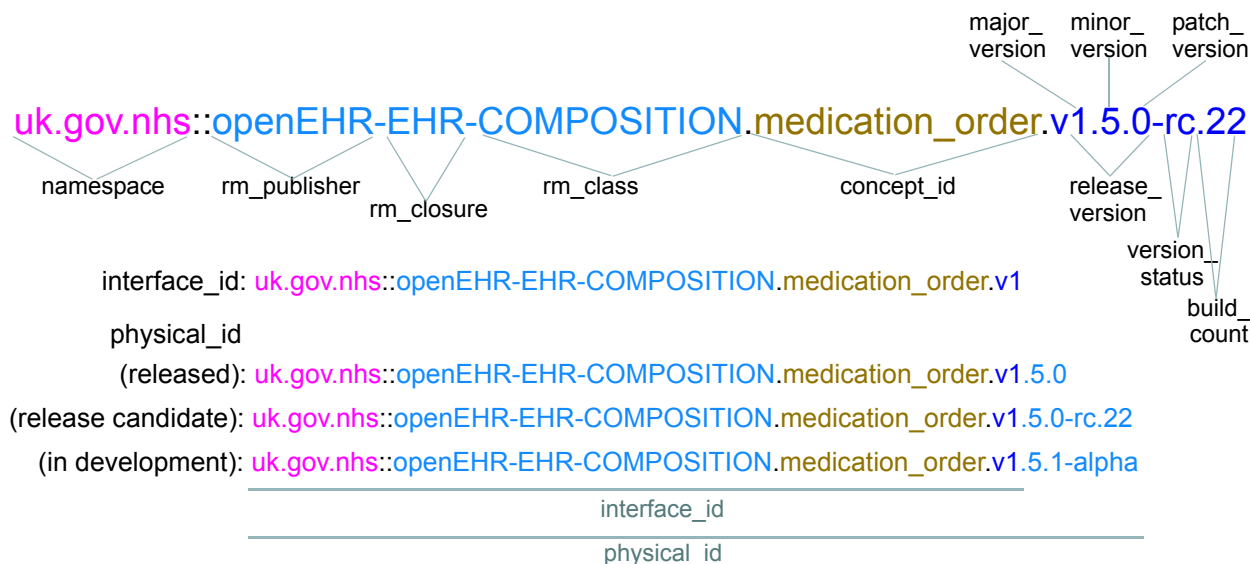 major_ minor_ patch_
version version version
uk.gov.nhs::openEHR-EHR-COMPOSITION.medication_order.v1.5.0-rc.22
namespace rm_publisher rm_closure rm_class concept_id release_
version
version_
status
build_
count
interface_id: uk.gov.nhs::openEHR-EHR-COMPOSITION.medication_order.v1
physical_id
(released): uk.gov.nhs::openEHR-EHR-COMPOSITION.medication_order.v1.5.0
(release candidate): uk.gov.nhs::openEHR-EHR-COMPOSITION.medication_order.v1.5.0-rc.22
(in development): uk.gov.nhs::openEHR-EHR-COMPOSITION.medication_order.v1.5.1-alpha
interface_id
physical_id